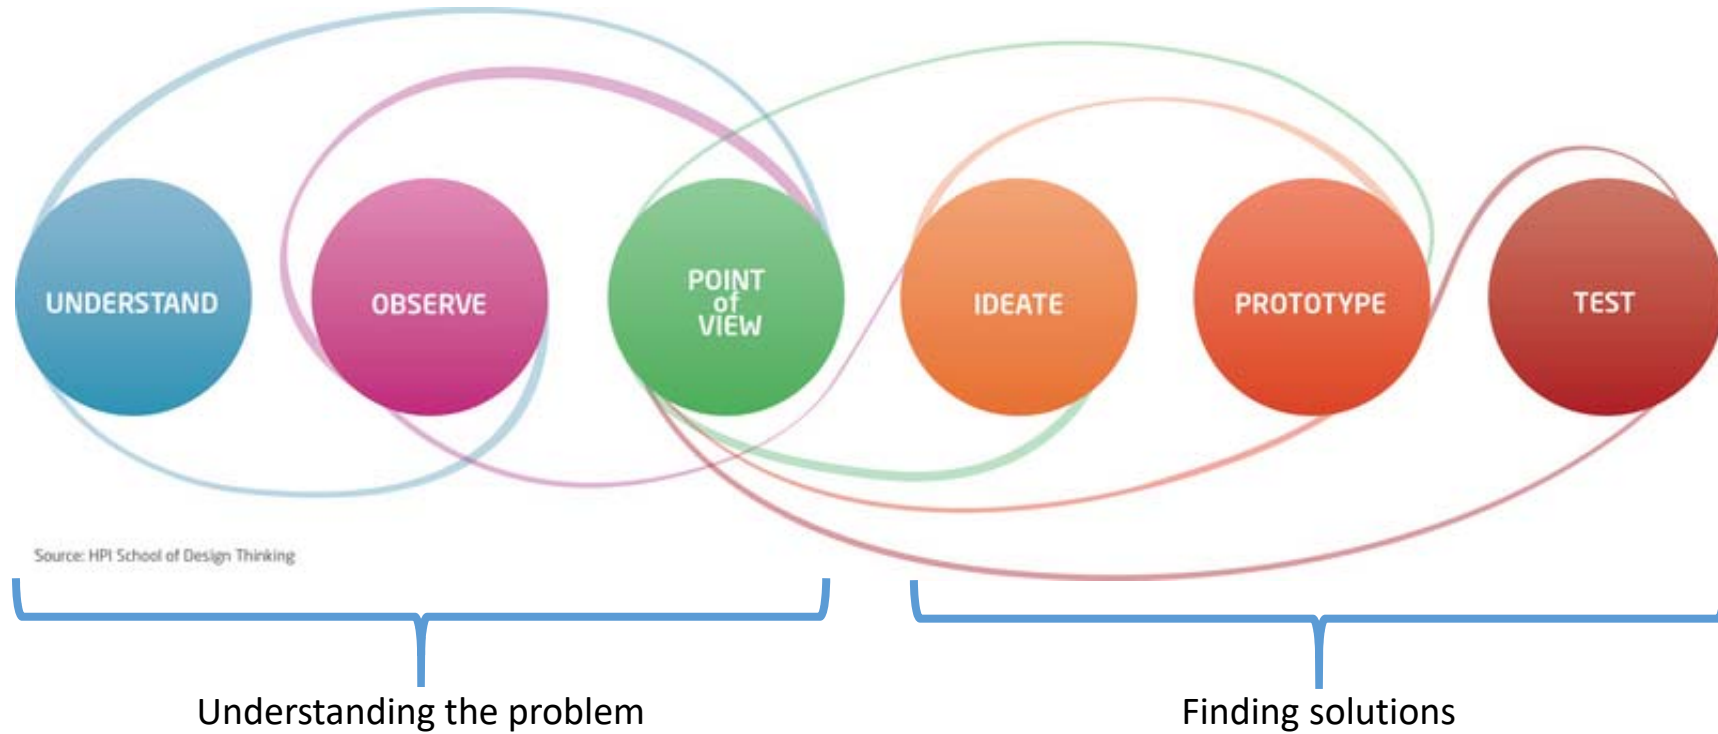 UNDERSTAND
OBSERVE
POINT
of
VIEW
IDEATE
PROTOTYPE
TEST
Source: HPI School of Design Thinking
Understanding the problem
Finding solutions